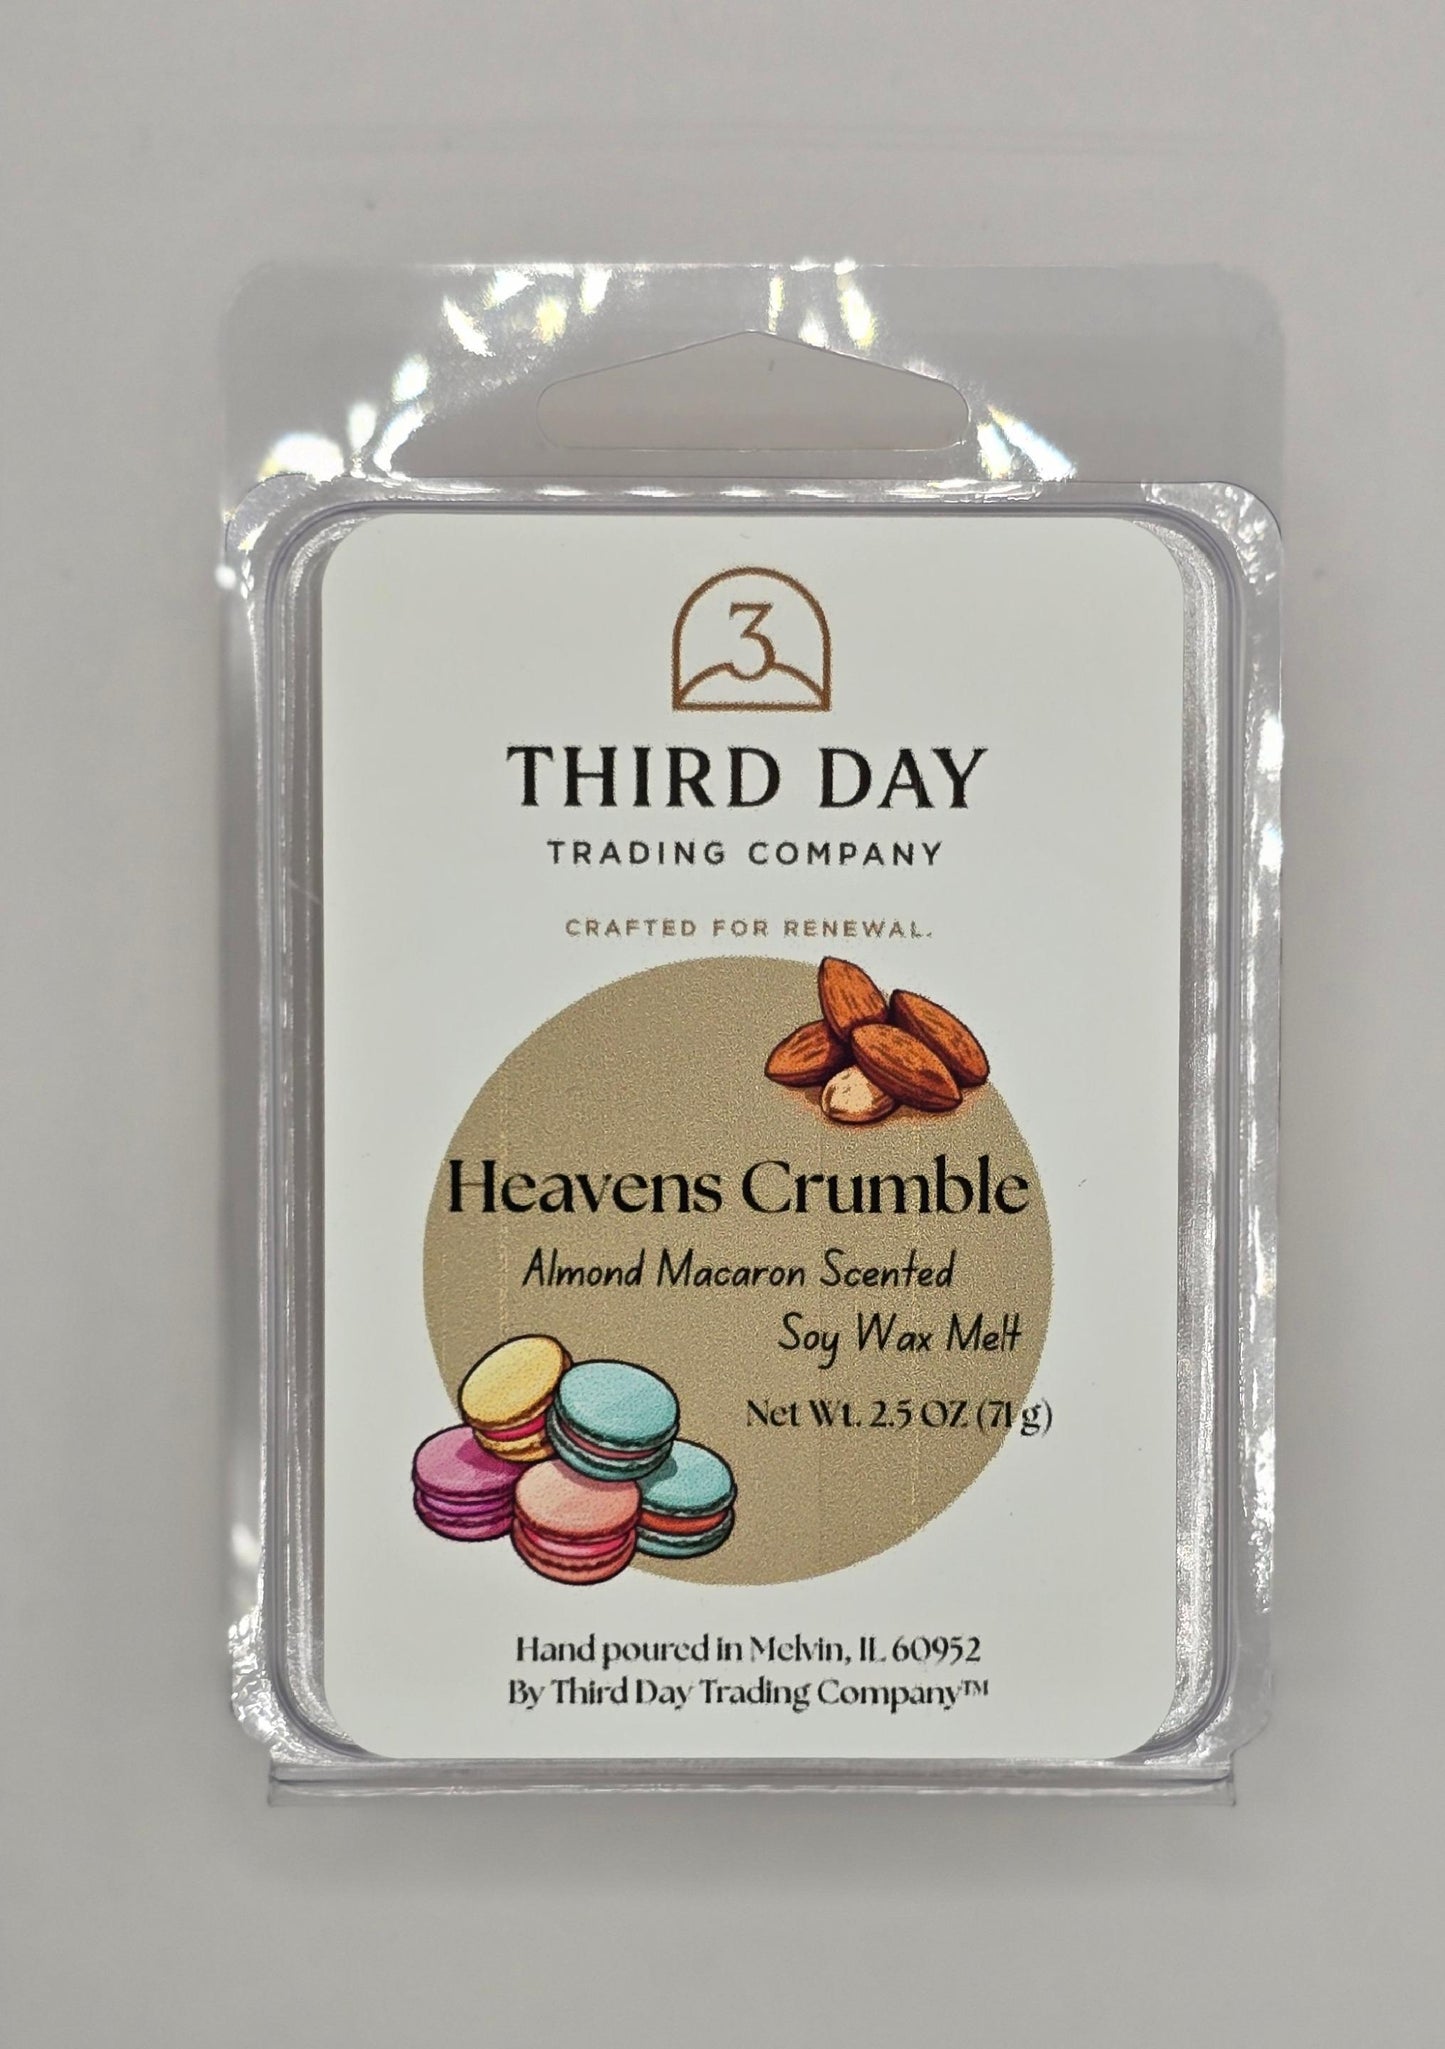 3
THIRD DAY
TRADING COMPANY
CRAFTED FOR RENEWAL.
Heavens Crumble
Almond Macaron Scented
Soy Wax Melt
Net Wt. 2.5 OZ (71 g)
Hand poured in Melvin, IL 60952
By Third Day Trading Company™